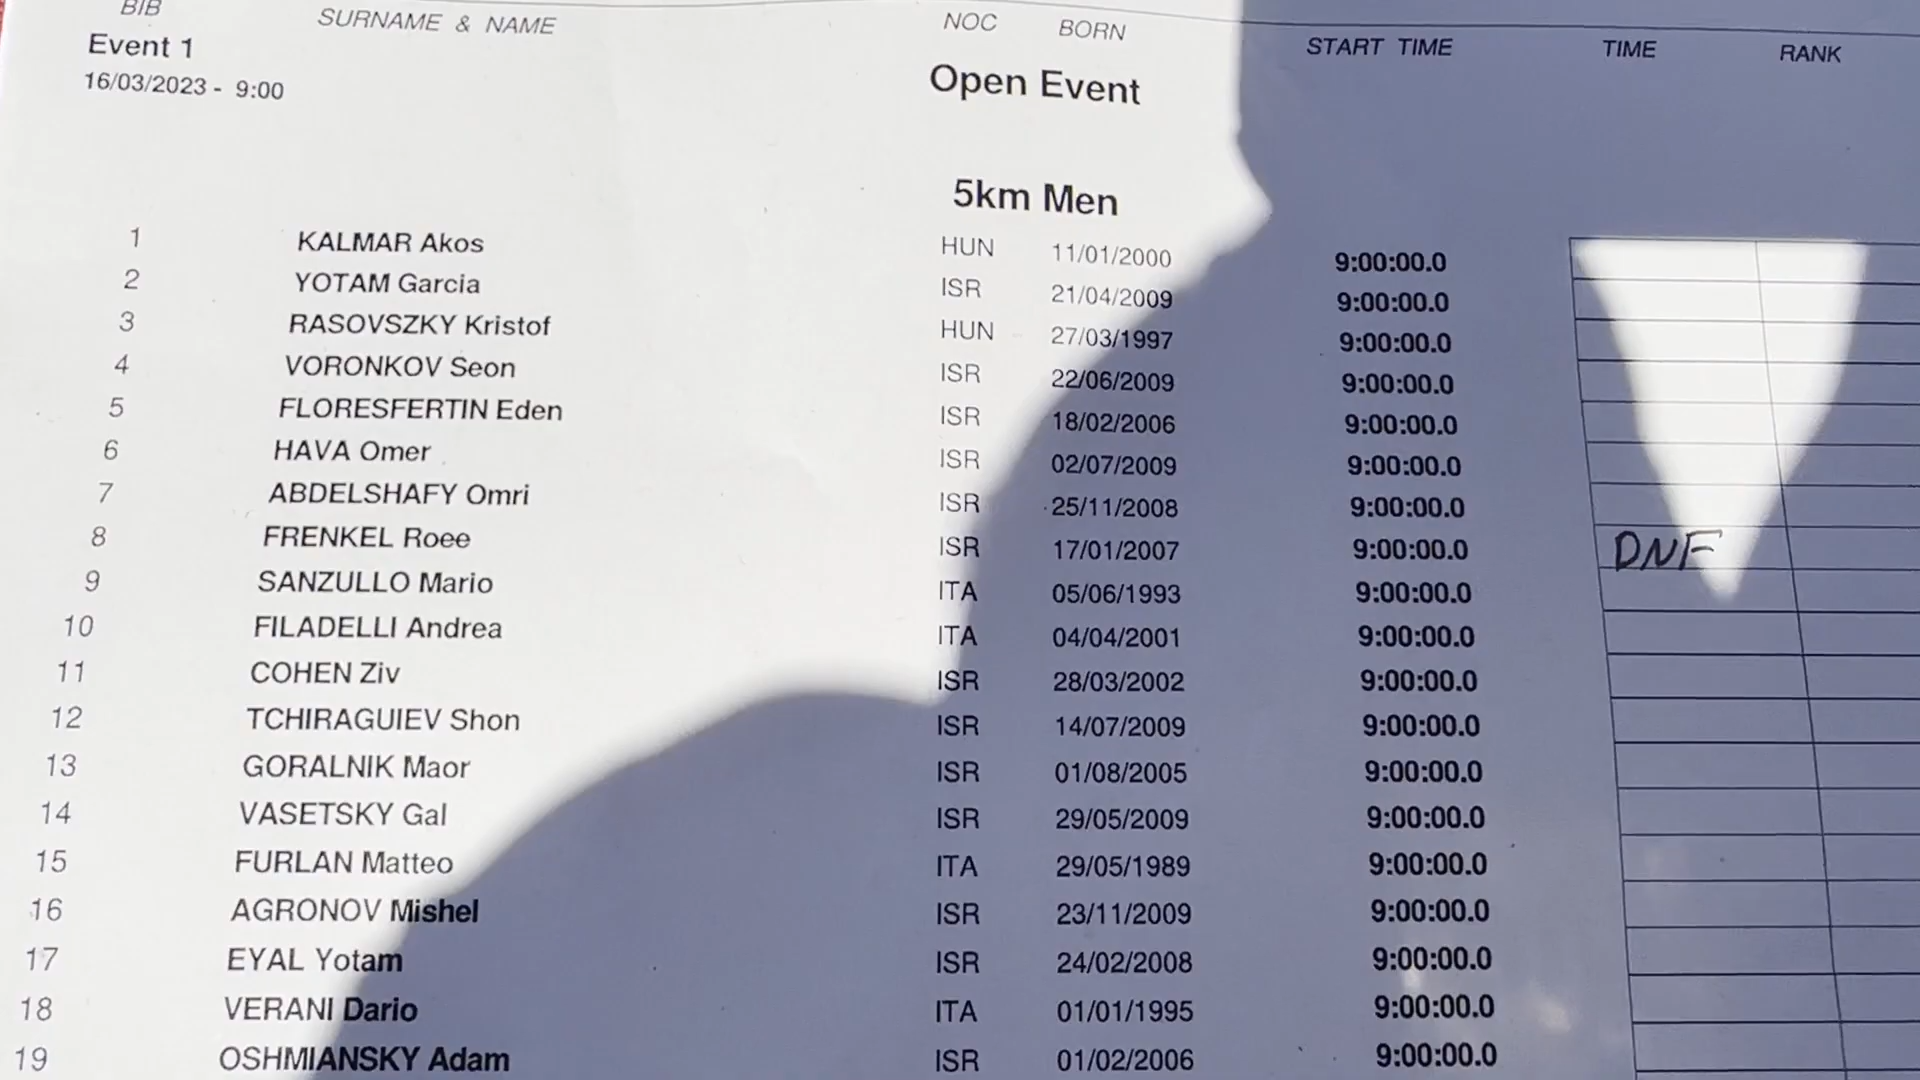 BIB SURNAME & NAME NOC BORN START TIME TIME RANK
Event 1
16/03/2023 - 9:00
Open Event
5km Men
1 KALMAR Akos HUN 11/01/2000 9:00:00.0
2 YOTAM Garcia ISR 21/04/2009 9:00:00.0
3 RASOVSZKY Kristof HUN 27/03/1997 9:00:00.0
4 VORONKOV Seon ISR 22/06/2009 9:00:00.0
5 FLORESFERTIN Eden ISR 18/02/2006 9:00:00.0
6 HAVA Omer ISR 02/07/2009 9:00:00.0
7 ABDELSHAFY Omri ISR 25/11/2008 9:00:00.0
8 FRENKEL Roee ISR 17/01/2007 9:00:00.0 DNF
9 SANZULLO Mario ITA 05/06/1993 9:00:00.0
10 FILADELLI Andrea ITA 04/04/2001 9:00:00.0
11 COHEN Ziv ISR 28/03/2002 9:00:00.0
12 TCHIRAGUIEV Shon ISR 14/07/2009 9:00:00.0
13 GORALNIK Maor ISR 01/08/2005 9:00:00.0
14 VASETSKY Gal ISR 29/05/2009 9:00:00.0
15 FURLAN Matteo ITA 29/05/1989 9:00:00.0
16 AGRONOV Mishel ISR 23/11/2009 9:00:00.0
17 EYAL Yotam ISR 24/02/2008 9:00:00.0
18 VERANI Dario ITA 01/01/1995 9:00:00.0
19 OSHMIANSKY Adam ISR 01/02/2006 9:00:00.0